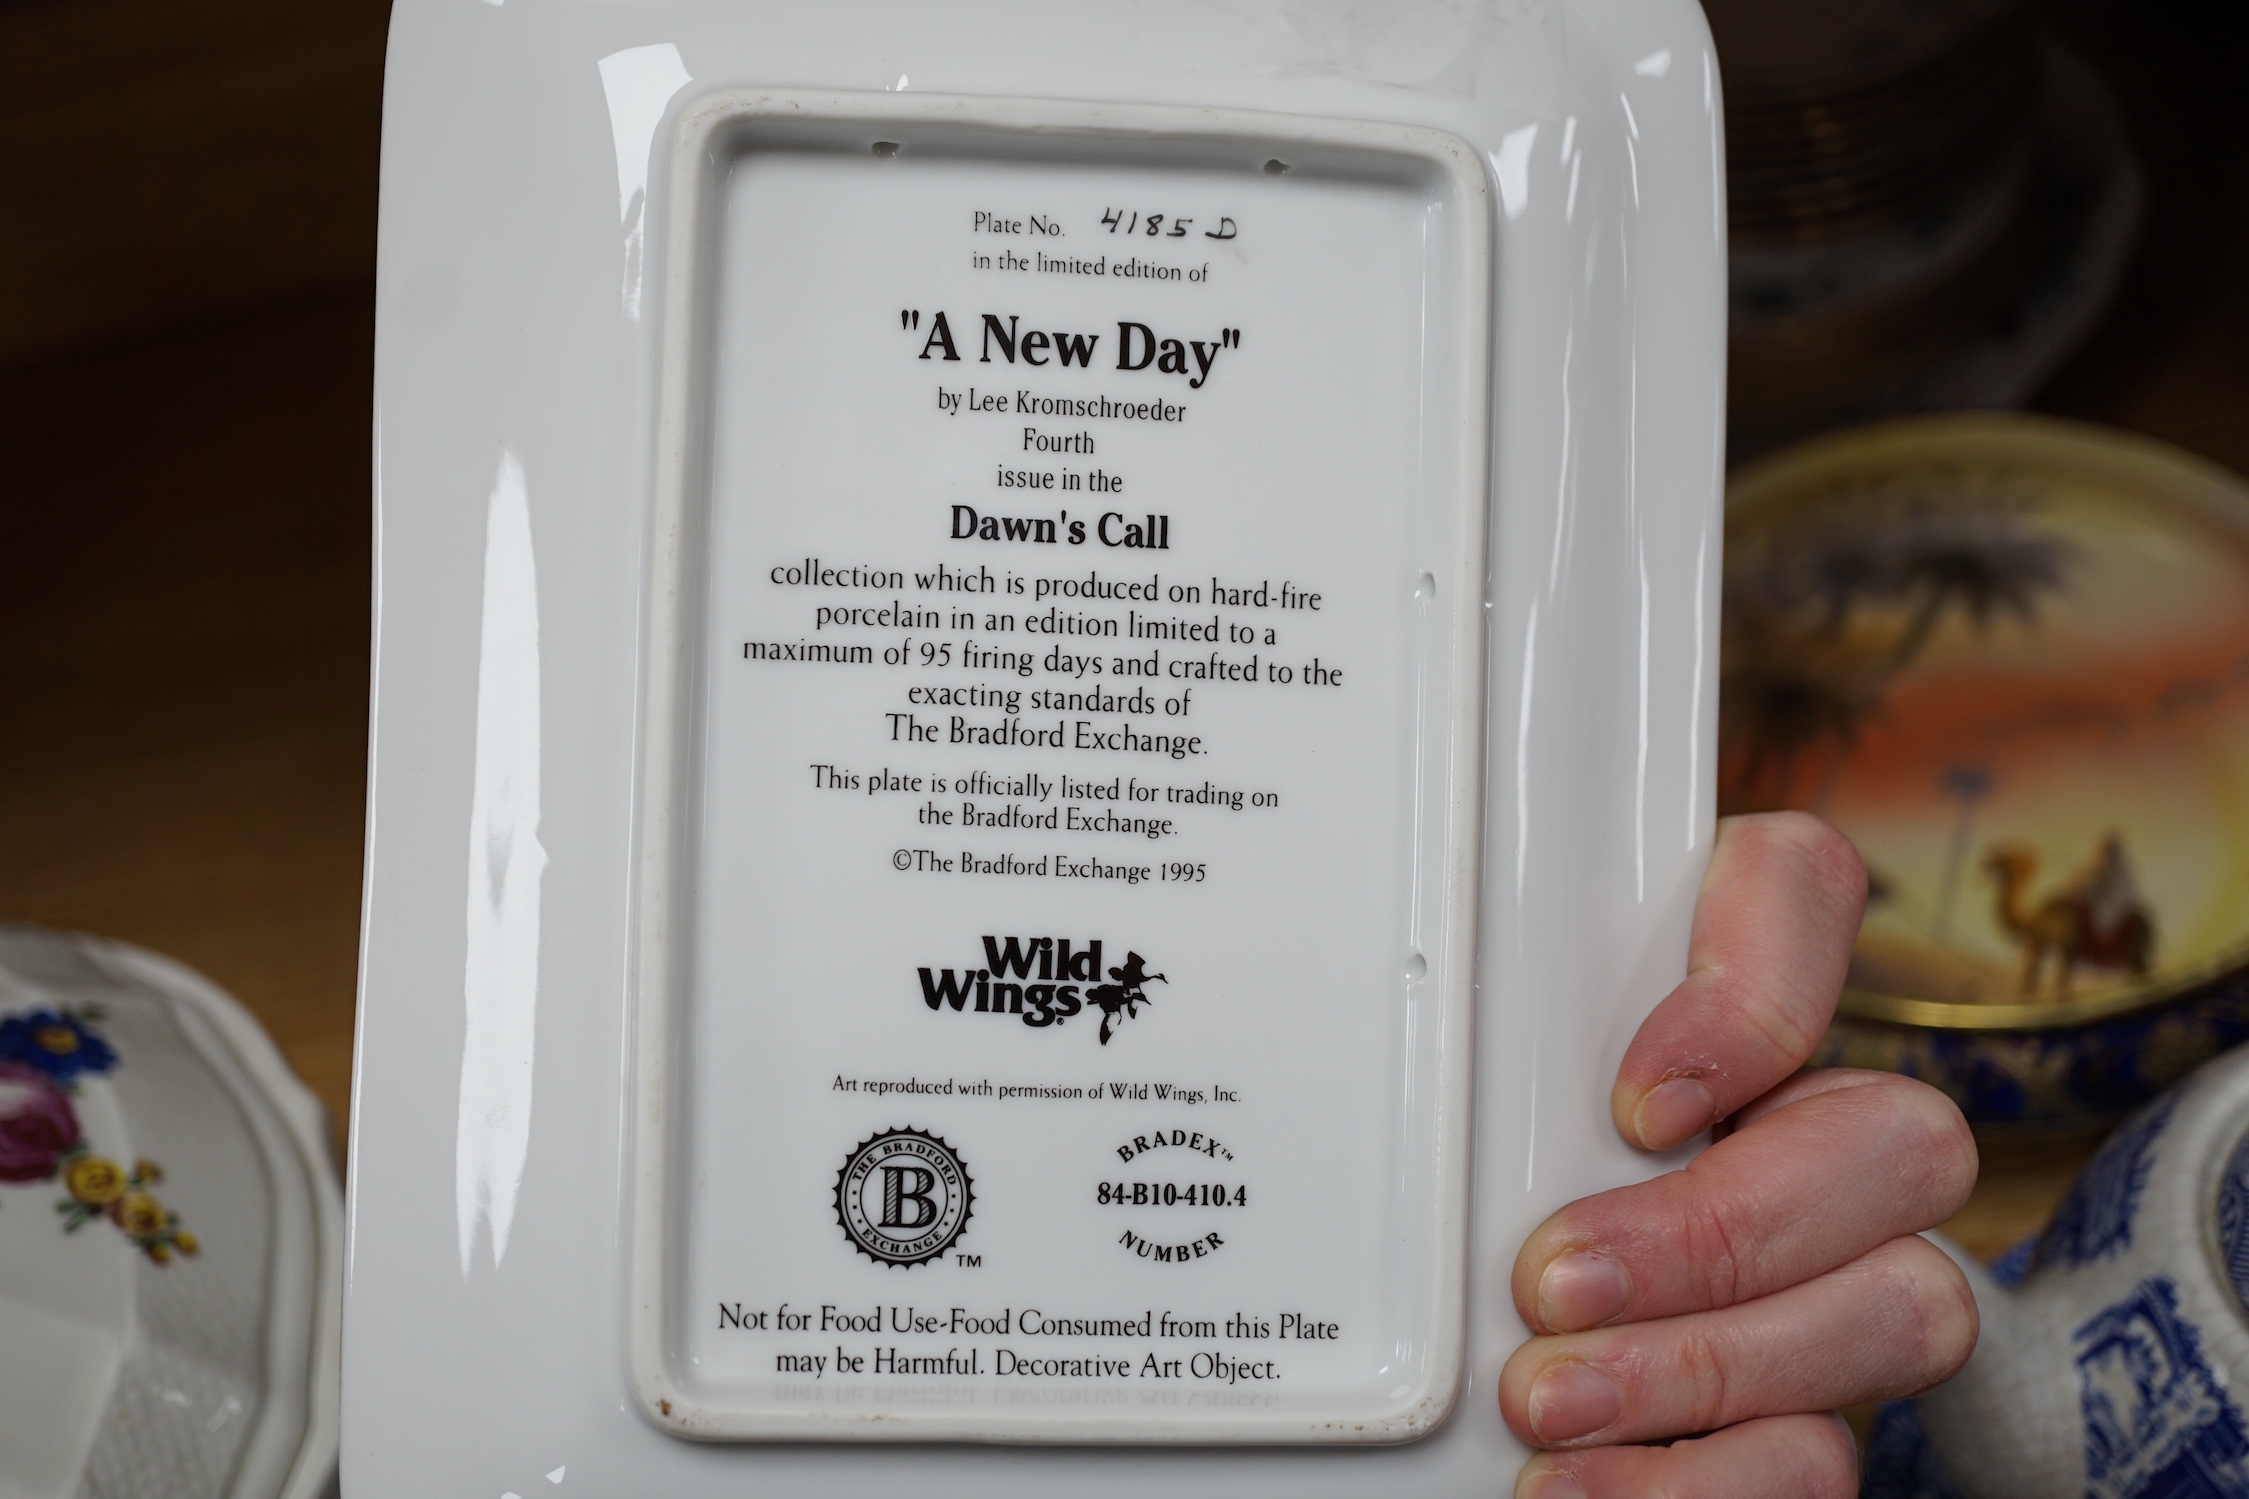 Plate No. 4185 D
in the limited edition of
"A New Day"
by Lee Kromschroeder
Fourth
issue in the
Dawn's Call
collection which is produced on hard-fire
porcelain in an edition limited to a
maximum of 95 firing days and crafted to the
exacting standards of
The Bradford Exchange.
This plate is officially listed for trading on
the Bradford Exchange.
©The Bradford Exchange 1995
Wild
Wings®
Art reproduced with permission of Wild Wings, Inc.
THE BRADFORD
B
EXCHANGE
TM
BRADEX™
84-B10-410.4
NUMBER
Not for Food Use-Food Consumed from this Plate
may be Harmful. Decorative Art Object.